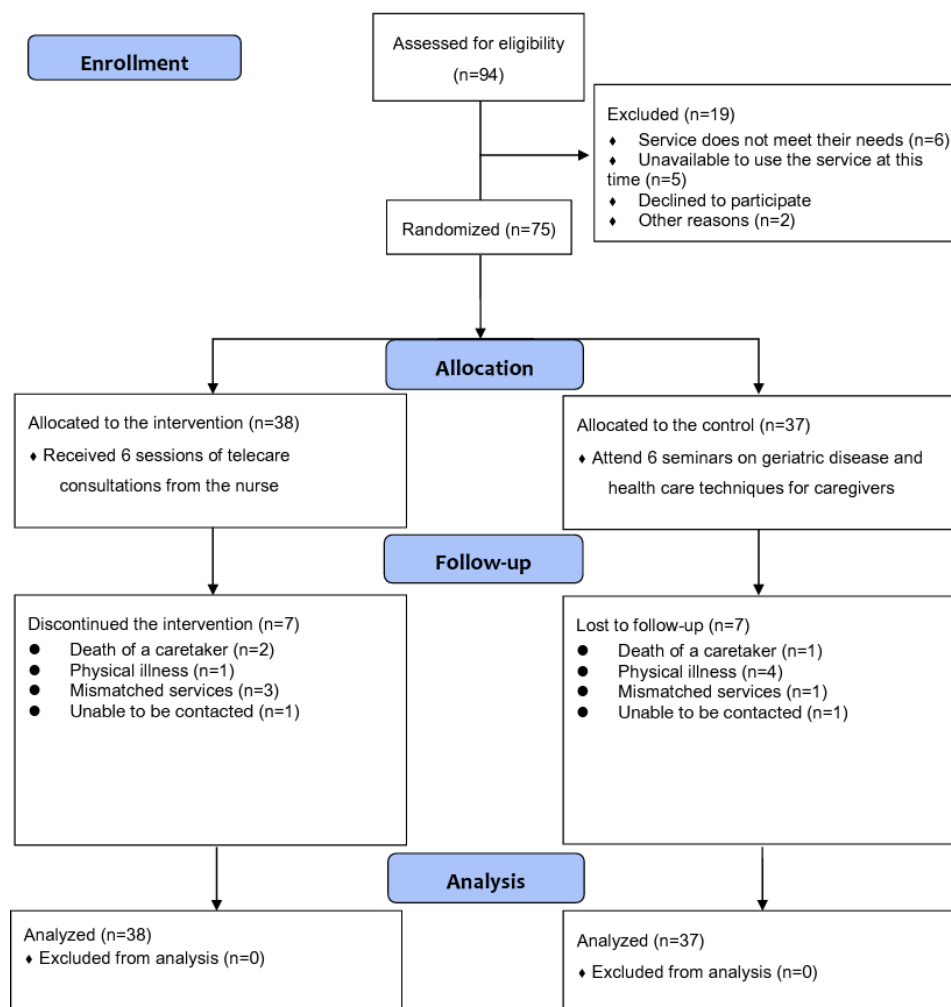 Enrollment
Assessed for eligibility
(n=94)
Excluded (n=19)
♦ Service does not meet their needs (n=6)
♦ Unavailable to use the service at this
time (n=5)
♦ Declined to participate
♦ Other reasons (n=2)
Randomized (n=75)
Allocation
Allocated to the intervention (n=38)
♦ Received 6 sessions of telecare
consultations from the nurse
Allocated to the control (n=37)
♦ Attend 6 seminars on geriatric disease and
health care techniques for caregivers
Follow-up
Discontinued the intervention (n=7)
● Death of a caretaker (n=2)
● Physical illness (n=1)
● Mismatched services (n=3)
● Unable to be contacted (n=1)
Lost to follow-up (n=7)
● Death of a caretaker (n=1)
● Physical illness (n=4)
● Mismatched services (n=1)
● Unable to be contacted (n=1)
Analysis
Analyzed (n=38)
♦ Excluded from analysis (n=0)
Analyzed (n=37)
♦ Excluded from analysis (n=0)